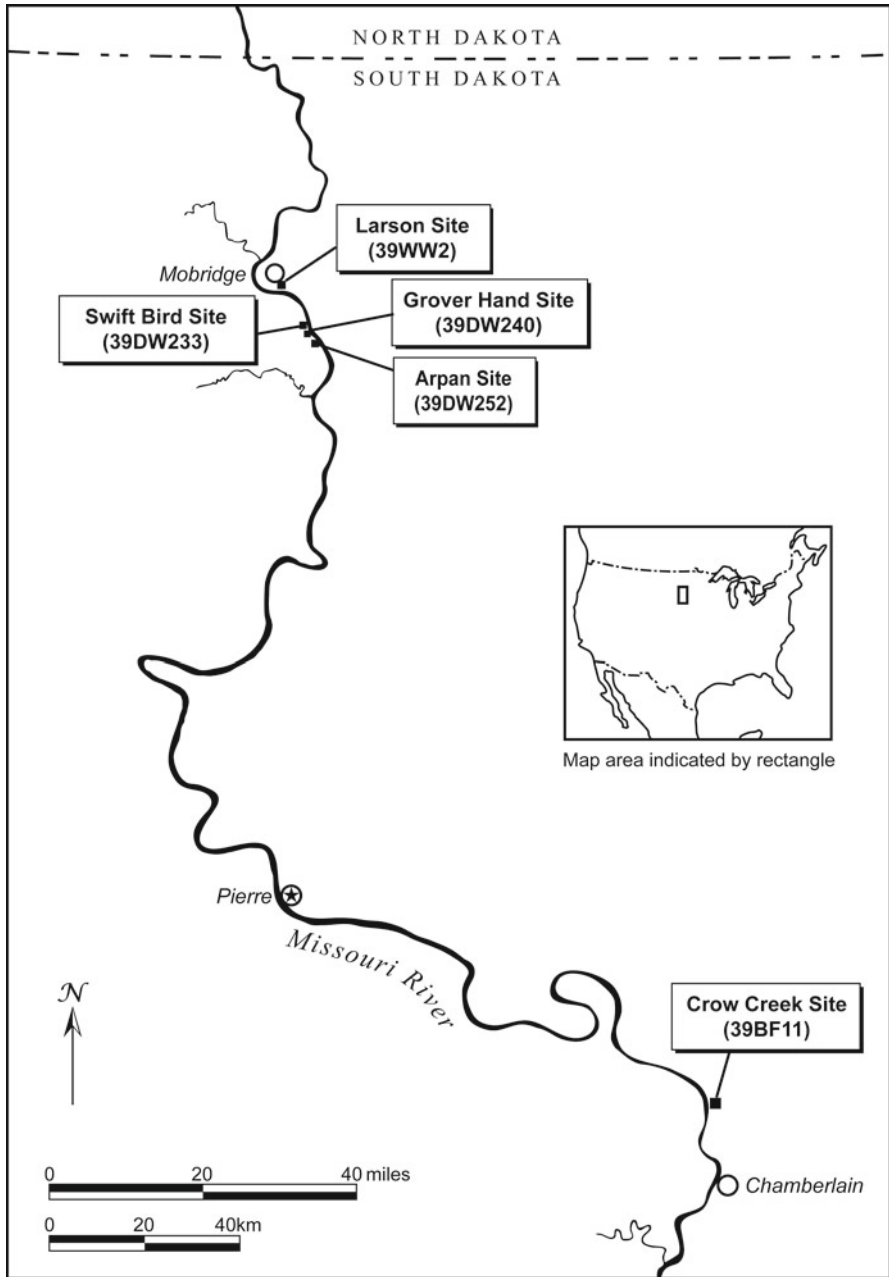 NORTH DAKOTA
SOUTH DAKOTA
Larson Site
(39WW2)
Mobridge
Grover Hand Site
(39DW240)
Swift Bird Site
(39DW233)
Arpan Site
(39DW252)
Map area indicated by rectangle
Pierre
Missouri River
N
Crow Creek Site
(39BF11)
Chamberlain
0 20 40 miles
0 20 40km